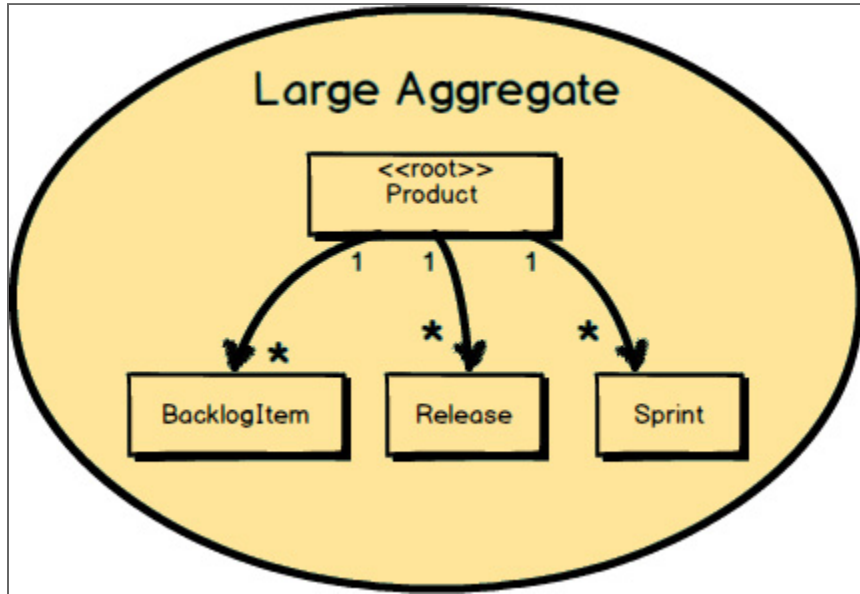 Large Aggregate
<<root>>
Product
1 1 1
* * *
BacklogItem Release Sprint